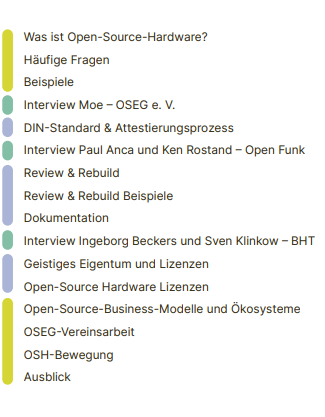 Was ist Open-Source-Hardware?
Häufige Fragen
Beispiele
Interview Moe – OSEG e. V.
DIN-Standard & Attestierungsprozess
Interview Paul Anca und Ken Rostand – Open Funk
Review & Rebuild
Review & Rebuild Beispiele
Dokumentation
Interview Ingeborg Beckers und Sven Klinkow – BHT
Geistiges Eigentum und Lizenzen
Open-Source Hardware Lizenzen
Open-Source-Business-Modelle und Ökosysteme
OSEG-Vereinsarbeit
OSH-Bewegung
Ausblick